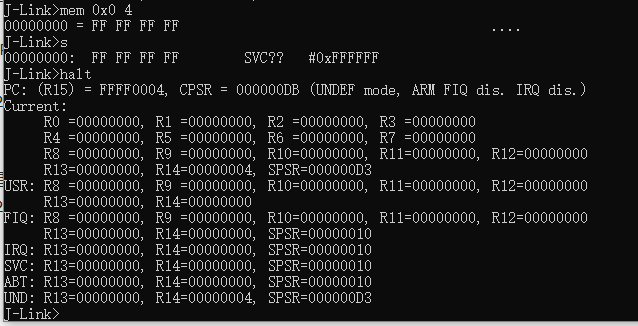 J-Link>mem 0x0 4
00000000 = FF FF FF FF                                        ....
J-Link>s
00000000:  FF FF FF FF      SVC??   #0xFFFFFF
J-Link>halt
PC: (R15) = FFFF0004, CPSR = 000000DB (UNDEF mode, ARM FIQ dis. IRQ dis.)
Current:
     R0 =00000000, R1 =00000000, R2 =00000000, R3 =00000000
     R4 =00000000, R5 =00000000, R6 =00000000, R7 =00000000
     R8 =00000000, R9 =00000000, R10=00000000, R11=00000000, R12=00000000
     R13=00000000, R14=00000004, SPSR=000000D3
USR: R8 =00000000, R9 =00000000, R10=00000000, R11=00000000, R12=00000000
     R13=00000000, R14=00000000
FIQ: R8 =00000000, R9 =00000000, R10=00000000, R11=00000000, R12=00000000
     R13=00000000, R14=00000000, SPSR=00000010
IRQ: R13=00000000, R14=00000000, SPSR=00000010
SVC: R13=00000000, R14=00000000, SPSR=00000010
ABT: R13=00000000, R14=00000000, SPSR=00000010
UND: R13=00000000, R14=00000004, SPSR=000000D3
J-Link>